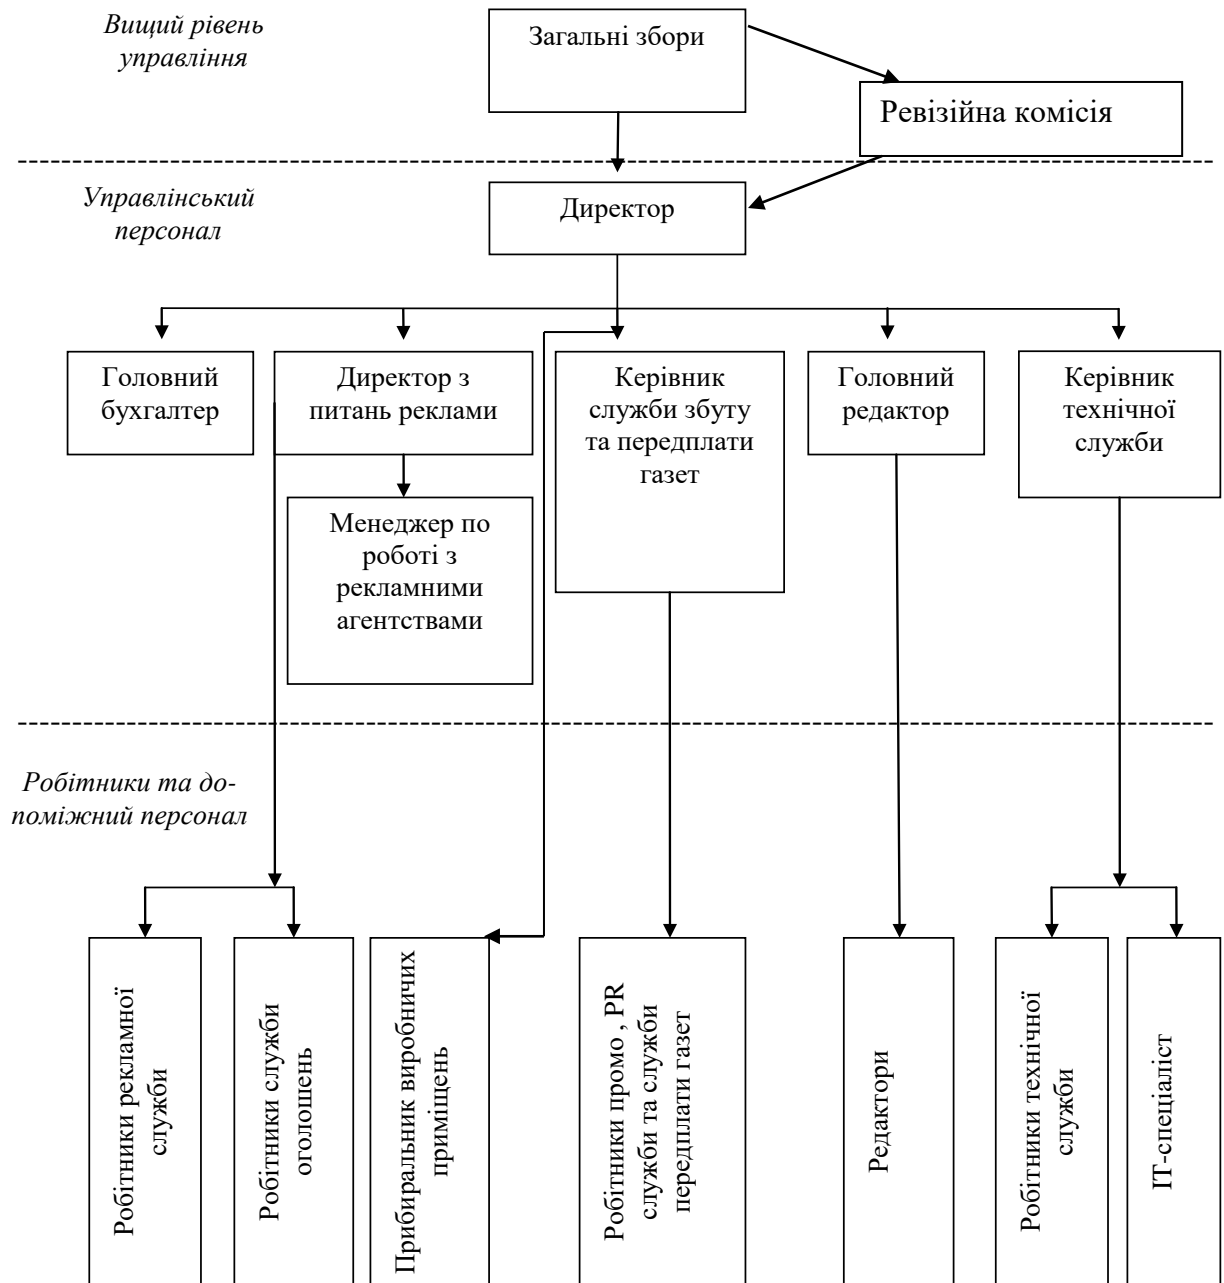 Вищий рівень
управління
Загальні збори
Ревізійна комісія
Управлінський
персонал
Директор
Головний
бухгалтер
Директор з
питань реклами
Керівник
служби збуту
та передплати
газет
Головний
редактор
Керівник
технічної
служби
Менеджер по
роботі з
рекламними
агентствами
Робітники та до-
поміжний персонал
Робітники рекламної
служби
Робітники служби
оголошень
Прибиральник виробничих
приміщень
Робітники промо , PR
служби та служби
передплати газет
Редактори
Робітники технічної
служби
ІТ-спеціаліст